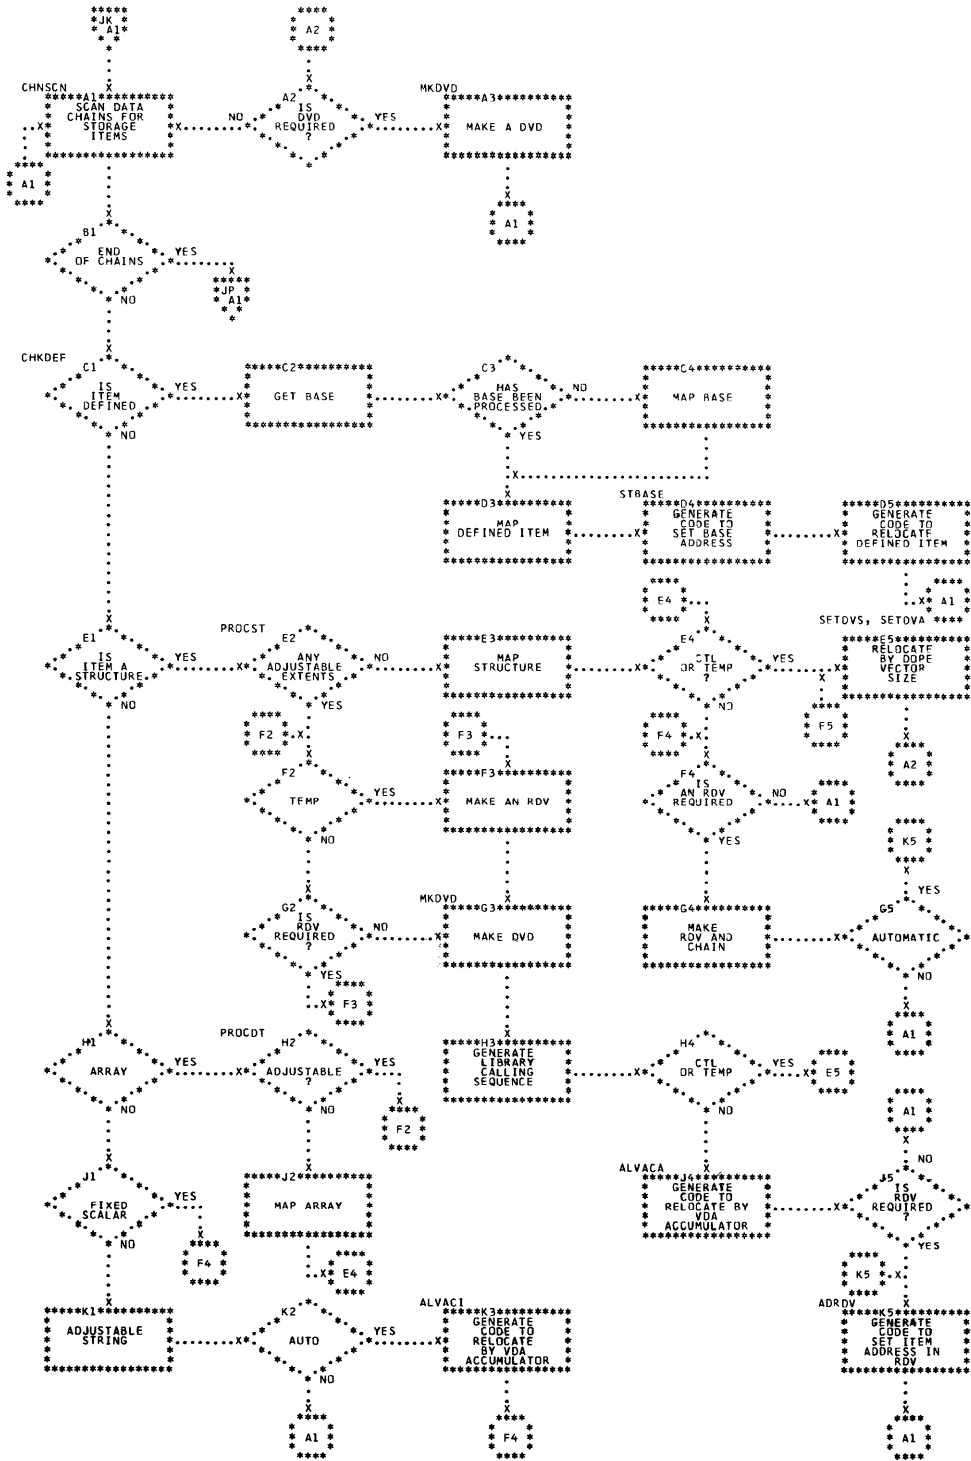 JK
A1
A2
CHNSCN
A1
SCAN DATA
CHAINS FOR
STORAGE
ITEMS
NO
A2
IS
DVD
REQUIRED
?
YES
MKDVD
A3
MAKE A DVD
A1
A1
B1
END
OF CHAINS
YES
NO
JP
A1
CHKDEF
C1
IS
ITEM
DEFINED
YES
NO
C2
GET BASE
C3
HAS
BASE BEEN
PROCESSED
NO
YES
C4
MAP BASE
D3
MAP
DEFINED ITEM
STBASE
D4
GENERATE
CODE TO
SET BASE
ADDRESS
D5
GENERATE
CODE TO
RELOCATE
DEFINED ITEM
A1
E4
SETDVS, SETDVA
E1
IS
ITEM A
STRUCTURE
YES
NO
PROCST
E2
ANY
ADJUSTABLE
EXTENTS
NO
YES
E3
MAP
STRUCTURE
E4
CTL
OR TEMP
?
YES
NO
E5
RELOCATE
BY DOPE
VECTOR
SIZE
F2
F3
F4
F5
A2
F2
TEMP
YES
NO
F3
MAKE AN RDV
F4
IS
AN RDV
REQUIRED
NO
YES
A1
K5
G2
IS
RDV
REQUIRED
?
NO
YES
F3
MKDVD
G3
MAKE DVD
G4
MAKE
RDV AND
CHAIN
YES
G5
AUTOMATIC
NO
A1
H1
ARRAY
YES
NO
PROCDT
H2
ADJUSTABLE
?
YES
NO
F2
H3
GENERATE
LIBRARY
CALLING
SEQUENCE
H4
CTL
OR TEMP
YES
NO
E5
A1
J1
FIXED
SCALAR
YES
NO
F4
J2
MAP ARRAY
E4
ALVACA
J4
GENERATE
CODE TO
RELOCATE BY
VDA
ACCUMULATOR
NO
J5
IS
RDV
REQUIRED
?
YES
K5
K1
ADJUSTABLE
STRING
K2
AUTO
YES
NO
A1
ALVACI
K3
GENERATE
CODE TO
RELOCATE
BY VDA
ACCUMULATOR
F4
ADRDV
K5
GENERATE
CODE TO
SET ITEM
ADDRESS IN
RDV
A1